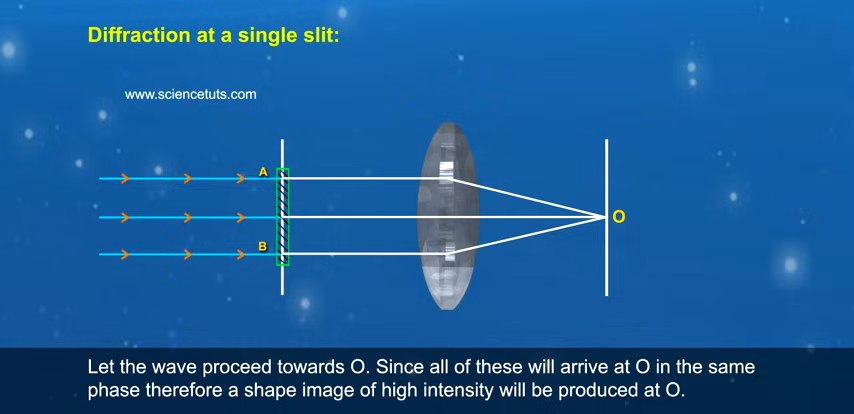 Diffraction at a single slit:
www.sciencetuts.com
A
B
O
Let the wave proceed towards O. Since all of these will arrive at O in the same
phase therefore a shape image of high intensity will be produced at O.